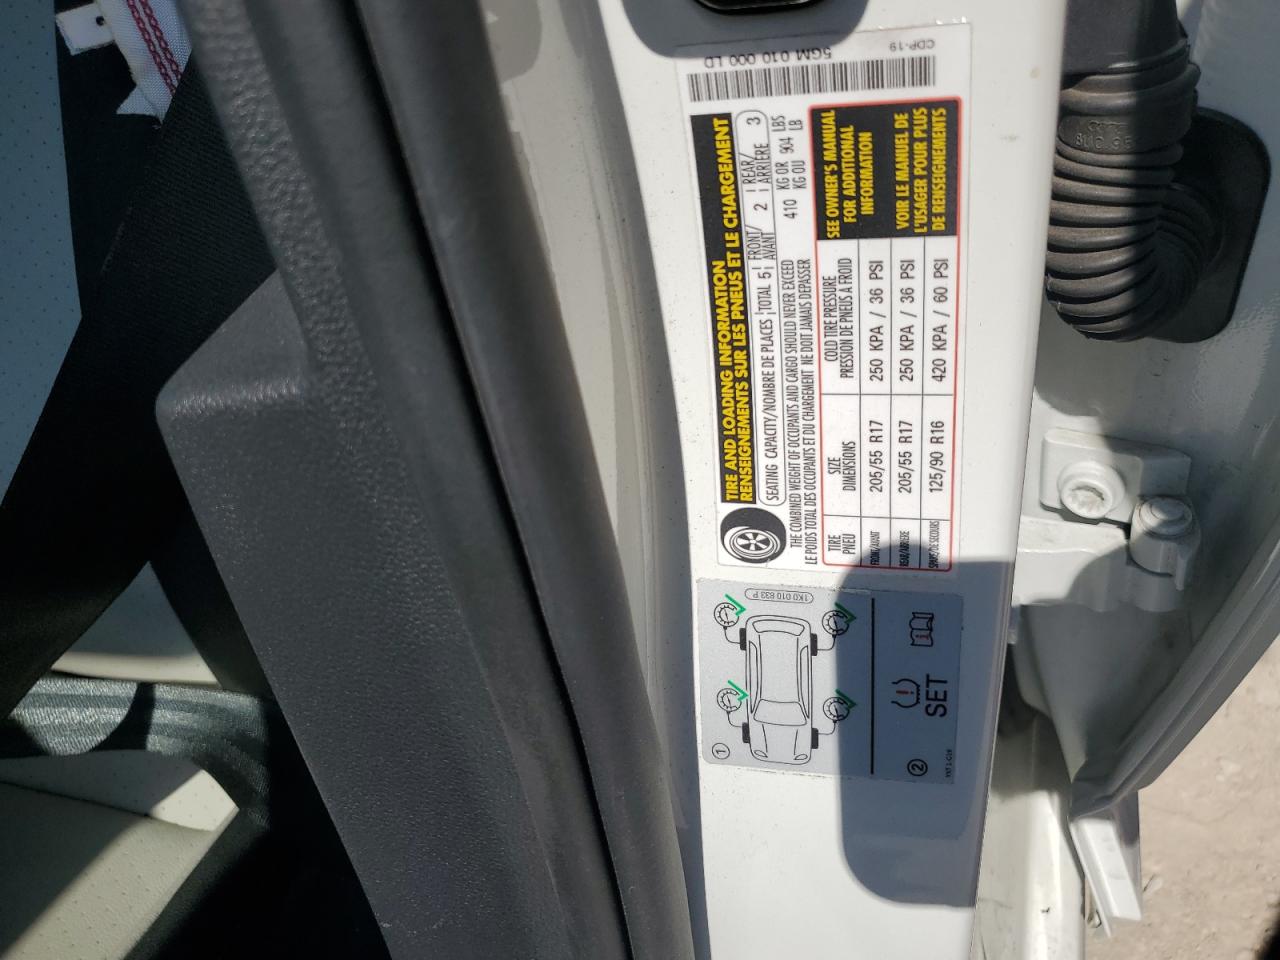 5GM 010 000 LD
CDP-19
TIRE AND LOADING INFORMATION
RENSEIGNEMENTS SUR LES PNEUS ET LE CHARGEMENT
SEATING CAPACITY/NOMBRE DE PLACES TOTAL 5 FRONT/AVANT 2 REAR/ARRIÈRE 3
THE COMBINED WEIGHT OF OCCUPANTS AND CARGO SHOULD NEVER EXCEED 410 KG OR 904 LBS
LE POIDS TOTAL DES OCCUPANTS ET DU CHARGEMENT NE DOIT JAMAIS DEPASSER KG OU LB
TIRE PNEU SIZE DIMENSIONS COLD TIRE PRESSURE PRESSION DE PNEUS A FROID
FRONT/AVANT 205/55 R17 250 KPA / 36 PSI
REAR/ARRIERE 205/55 R17 250 KPA / 36 PSI
SPARE/DE SECOURS 125/90 R16 420 KPA / 60 PSI
SEE OWNER'S MANUAL
FOR ADDITIONAL
INFORMATION
VOIR LE MANUEL DE
L'USAGER POUR PLUS
DE RENSEIGNEMENTS
1
1K0 010 833 P
2
SET